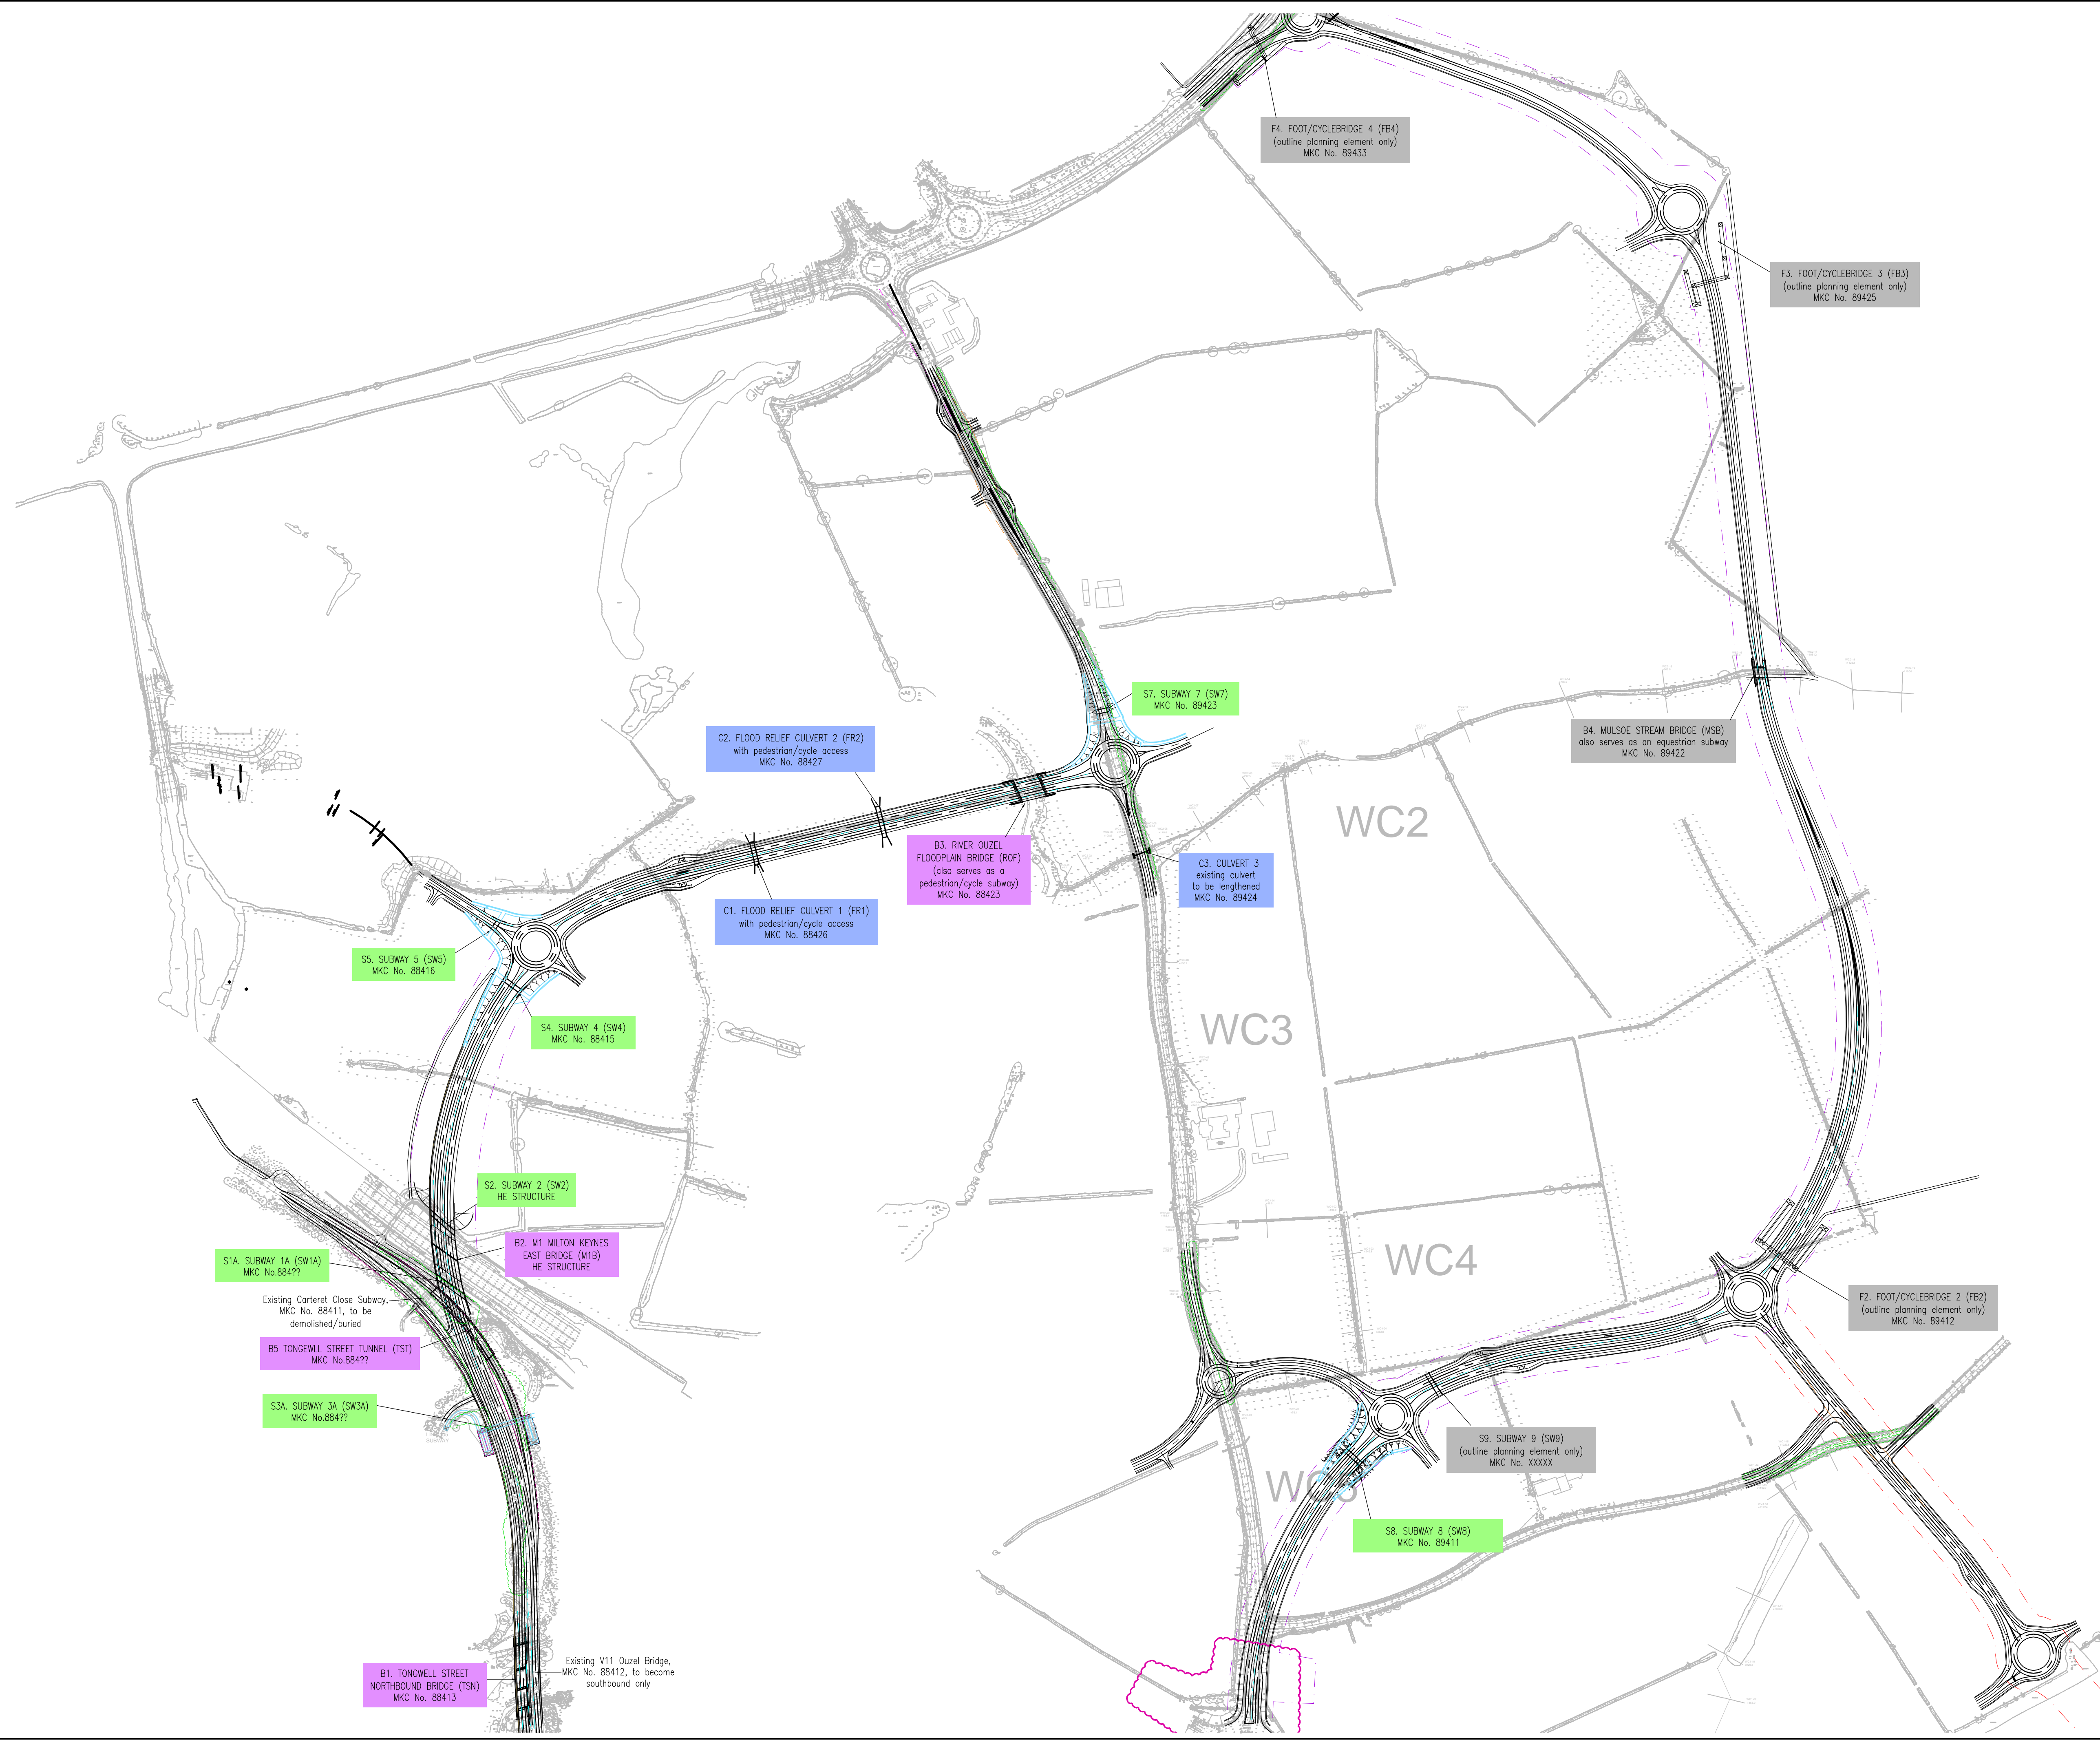 F4. FOOT/CYCLEBRIDGE 4 (FB4)
(outline planning element only)
MKC No. 89433
F3. FOOT/CYCLEBRIDGE 3 (FB3)
(outline planning element only)
MKC No. 89425
S7. SUBWAY 7 (SW7)
MKC No. 89423
C2. FLOOD RELIEF CULVERT 2 (FR2)
with pedestrian/cycle access
MKC No. 88427
B4. MULSOE STREAM BRIDGE (MSB)
also serves as an equestrian subway
MKC No. 89422
WC2
B3. RIVER OUZEL
FLOODPLAIN BRIDGE (ROF)
(also serves as a
pedestrian/cycle subway)
MKC No. 88423
C3. CULVERT 3
existing culvert
to be lengthened
MKC No. 89424
C1. FLOOD RELIEF CULVERT 1 (FR1)
with pedestrian/cycle access
MKC No. 88426
S5. SUBWAY 5 (SW5)
MKC No. 88416
S4. SUBWAY 4 (SW4)
MKC No. 88415
WC3
S2. SUBWAY 2 (SW2)
HE STRUCTURE
B2. M1 MILTON KEYNES
EAST BRIDGE (M1B)
HE STRUCTURE
WC4
S1A. SUBWAY 1A (SW1A)
MKC No.884??
Existing Carteret Close Subway,
MKC No. 88411, to be
demolished/buried
F2. FOOT/CYCLEBRIDGE 2 (FB2)
(outline planning element only)
MKC No. 89412
B5 TONGEWLL STREET TUNNEL (TST)
MKC No.884??
S3A. SUBWAY 3A (SW3A)
MKC No.884??
SUBWAY
S9. SUBWAY 9 (SW9)
(outline planning element only)
MKC No. XXXXX
WC5
S8. SUBWAY 8 (SW8)
MKC No. 89411
B1. TONGWELL STREET
NORTHBOUND BRIDGE (TSN)
MKC No. 88413
Existing V11 Ouzel Bridge,
MKC No. 88412, to become
southbound only